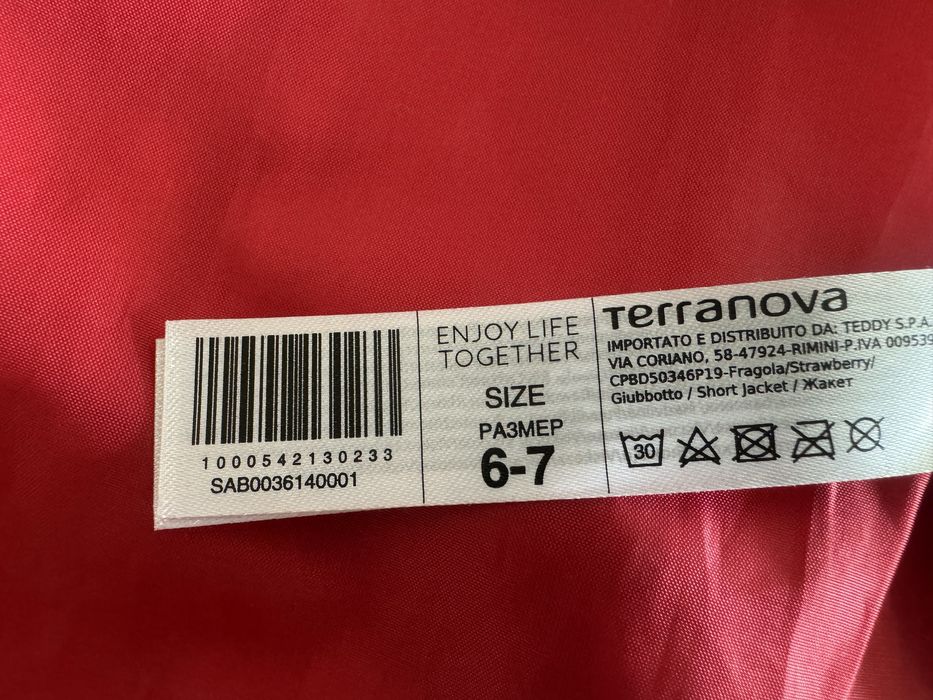 1000542130233
SAB0036140001
ENJOY LIFE
TOGETHER
SIZE
РАЗМЕР
6-7
Terranova
IMPORTATO E DISTRIBUITO DA: TEDDY S.P.A.
VIA CORIANO, 58-47924-RIMINI-P.IVA 009539
CPBD50346P19-Fragola/Strawberry/
Giubbotto / Short Jacket / Жакет
30